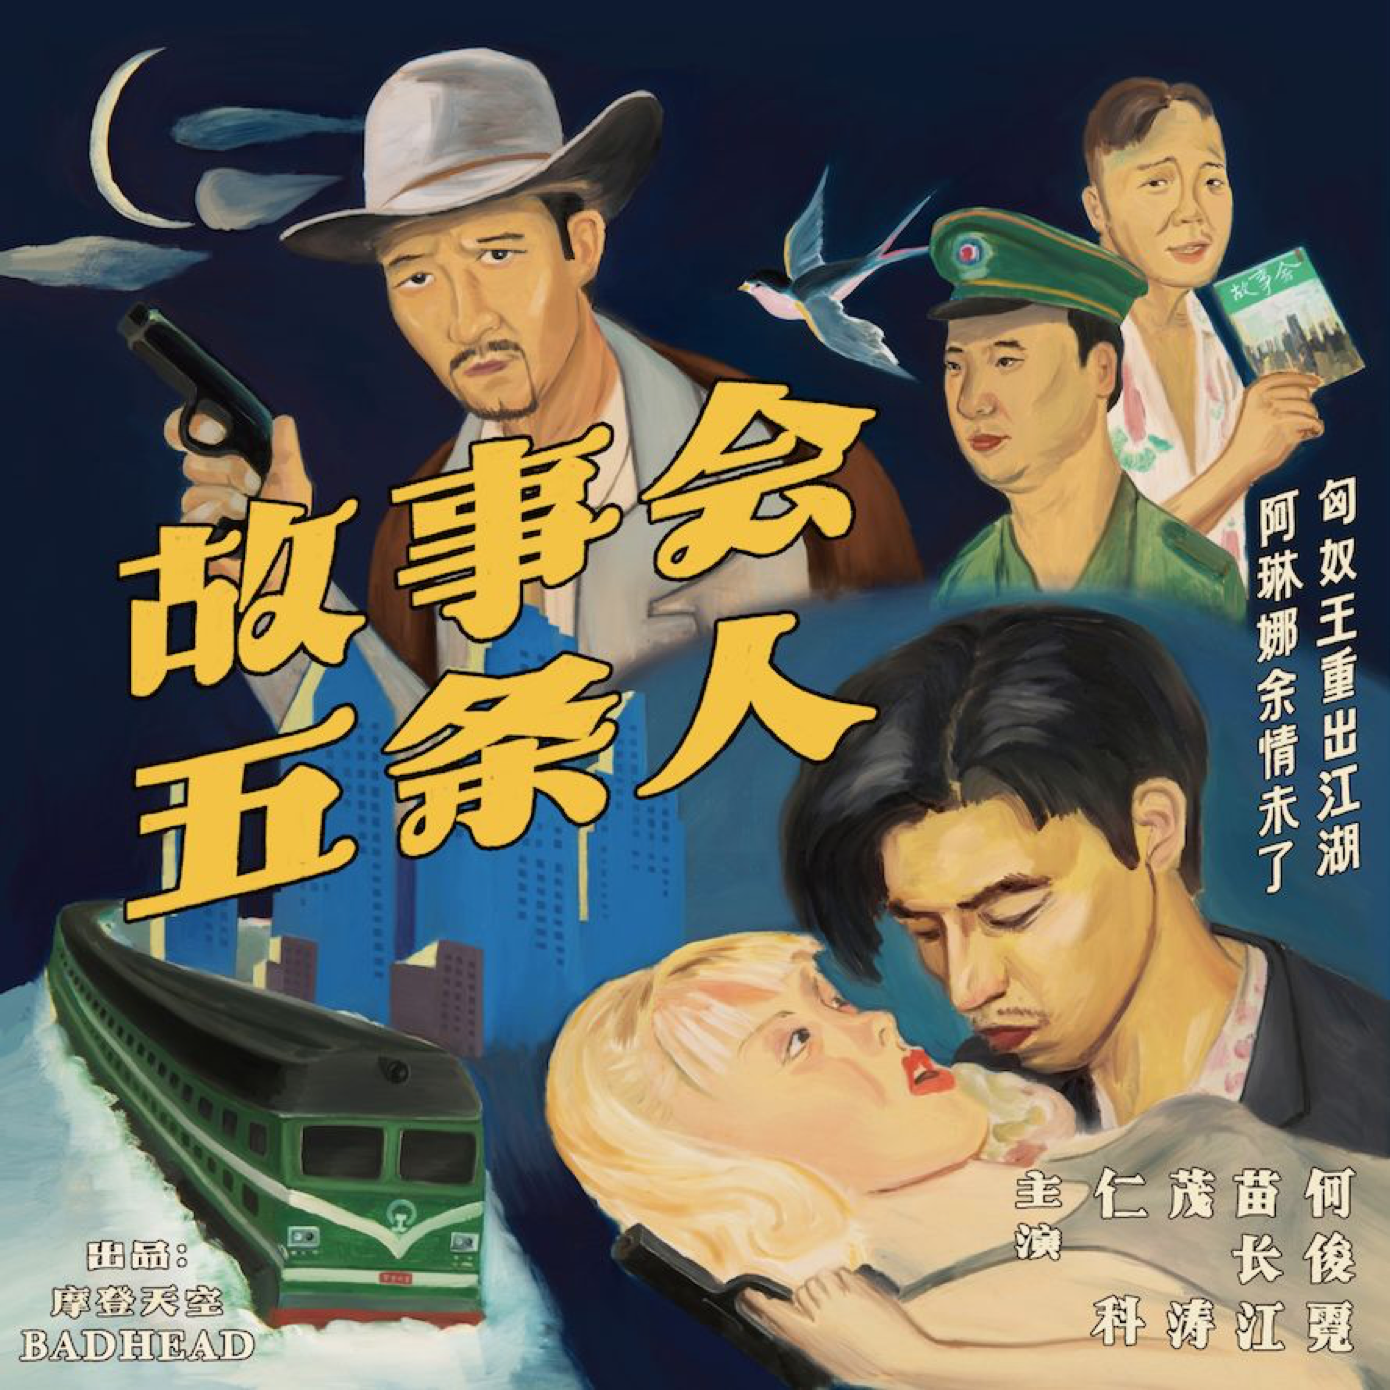 故事会
五条人
故事会
匈奴王重出江湖
阿琳娜余情未了
主演
仁科
茂涛
苗长江
何俊霓
出品：
摩登天空
BADHEAD